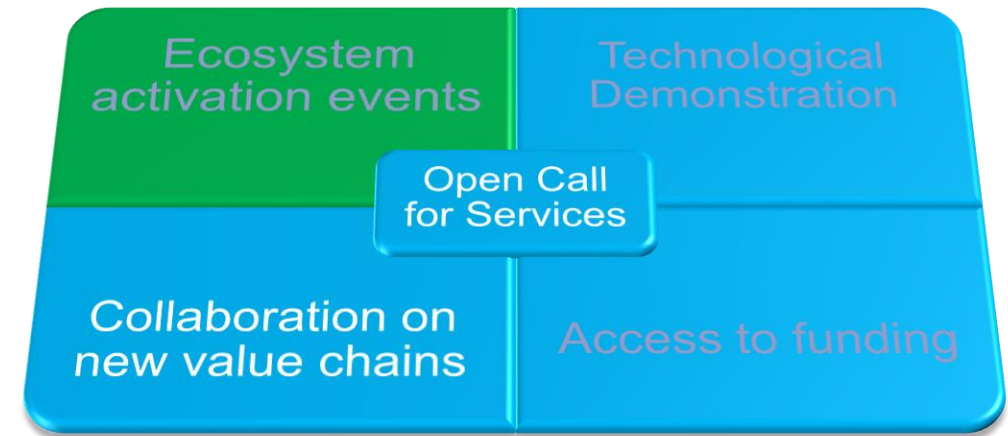 Ecosystem
activation events
Technological
Demonstration
Open Call
for Services
Collaboration on
new value chains
Access to funding